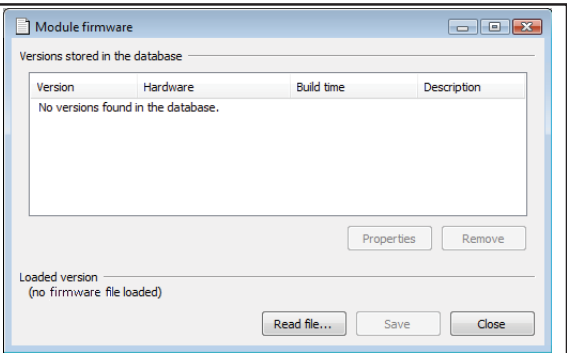 Module firmware
Versions stored in the database
Version Hardware Build time Description
No versions found in the database.
Properties Remove
Loaded version
(no firmware file loaded)
Read file... Save Close